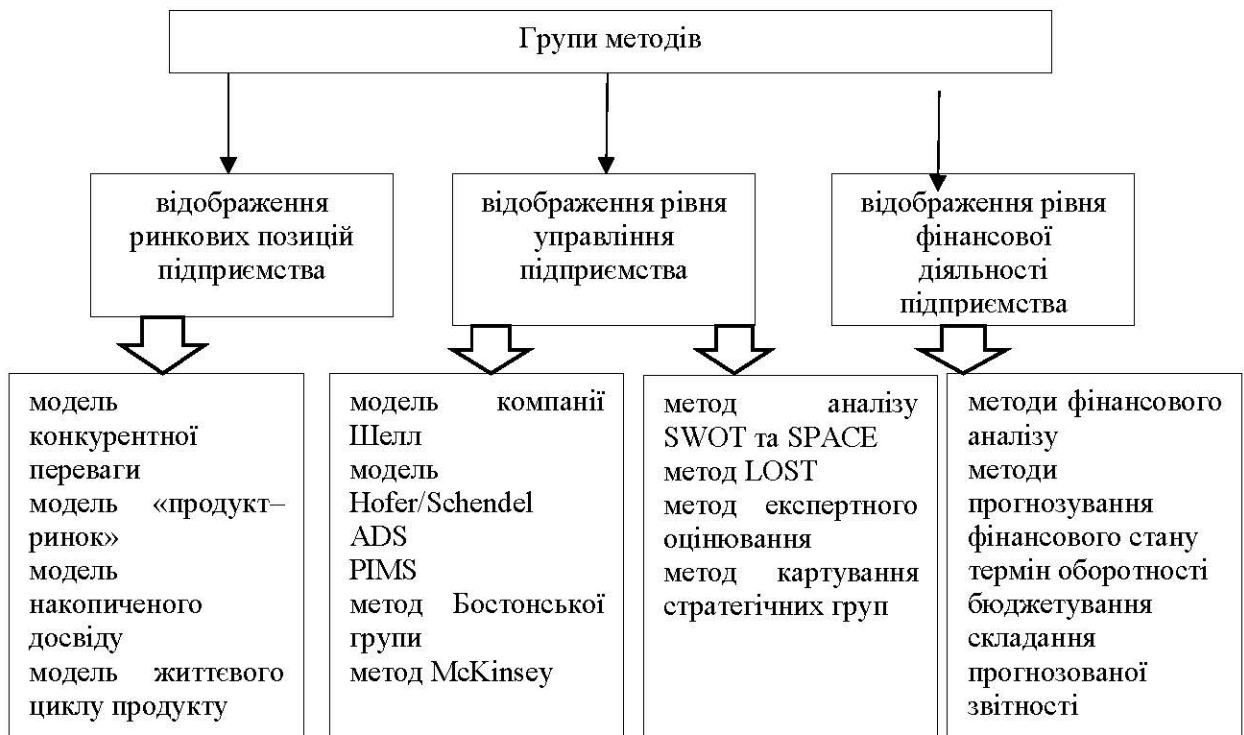 Групи методів
відображення
ринкових позицій
підприємства
відображення рівня
управління
підприємства
відображення рівня
фінансової
діяльності
підприємства
модель
конкурентної
переваги
модель «продукт–
ринок»
модель
накопиченого
досвіду
модель життєвого
циклу продукту
модель компанії
Шелл
модель
Hofer/Schendel
ADS
PIMS
метод Бостонської
групи
метод McKinsey
метод аналізу
SWOT та SPACE
метод LOST
метод експертного
оцінювання
метод картування
стратегічних груп
методи фінансового
аналізу
методи
прогнозування
фінансового стану
термін оборотності
бюджетування
складання
прогнозованої
звітності